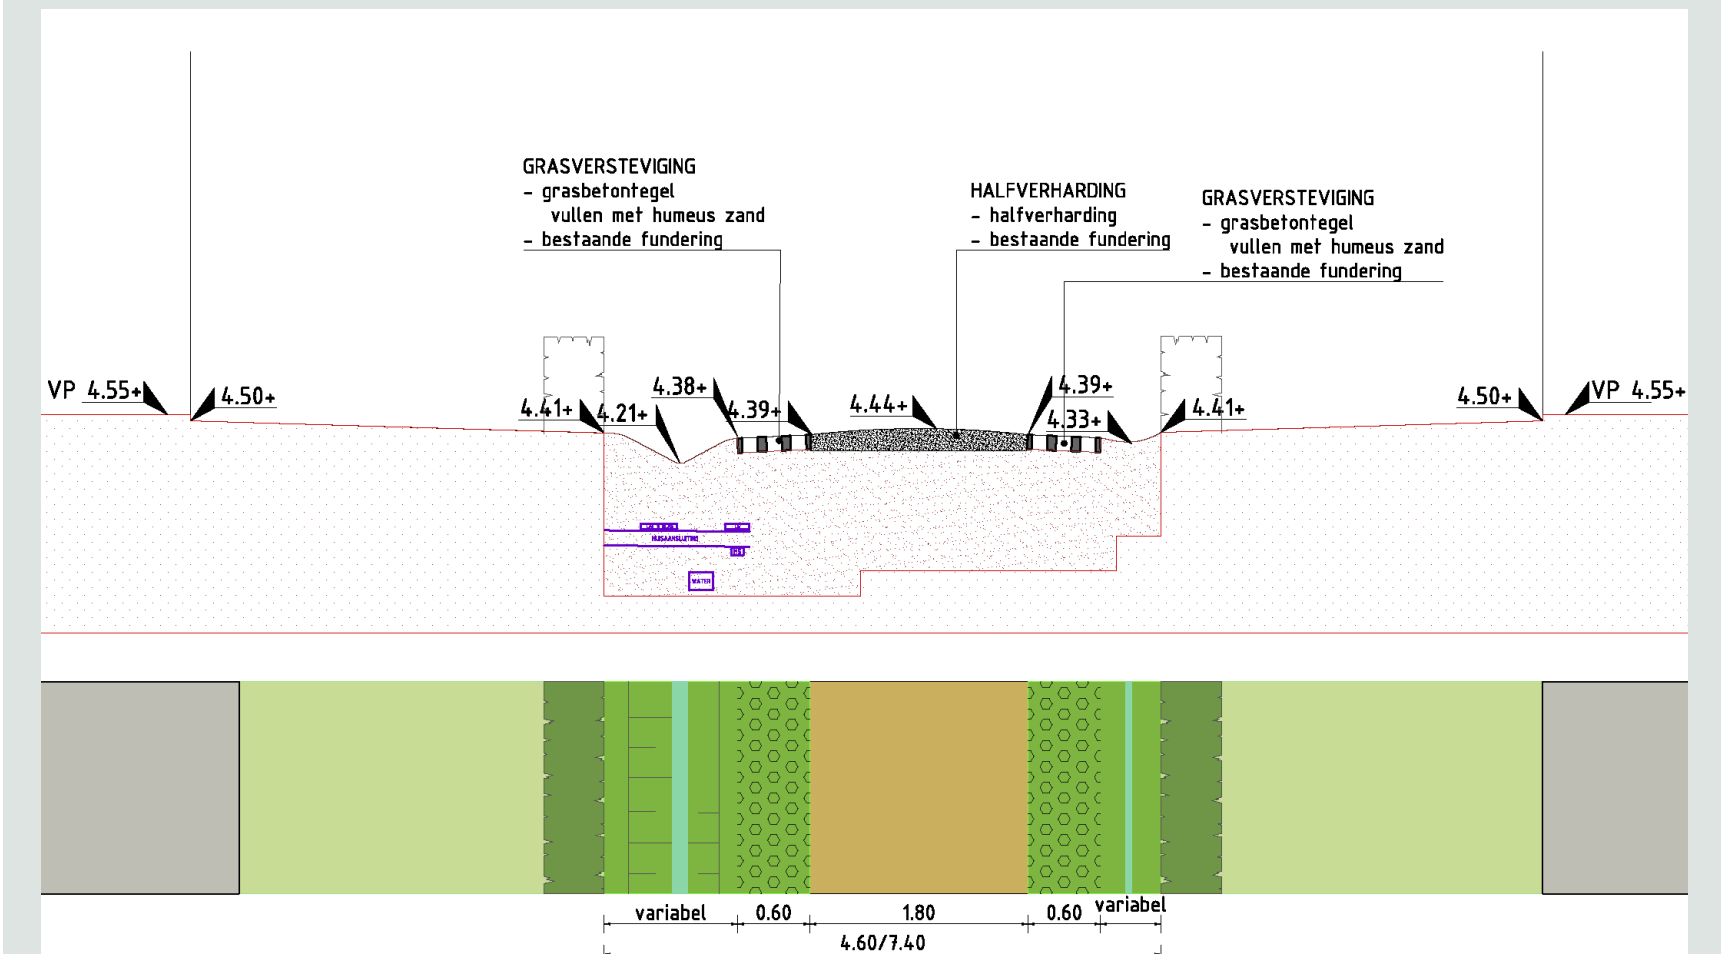 GRASVERSTEVIGING
- grasbetontegel
vullen met humeus zand
- bestaande fundering
HALFVERHARDING
- halfverharding
- bestaande fundering
GRASVERSTEVIGING
- grasbetontegel
vullen met humeus zand
- bestaande fundering
VP 4.55+
4.50+
4.41+
4.21+
4.38+
4.39+
4.44+
4.39+
4.33+
4.41+
4.50+
VP 4.55+
HUISAANSLUITING
WATER
variabel
0.60
1.80
0.60
variabel
4.60/7.40